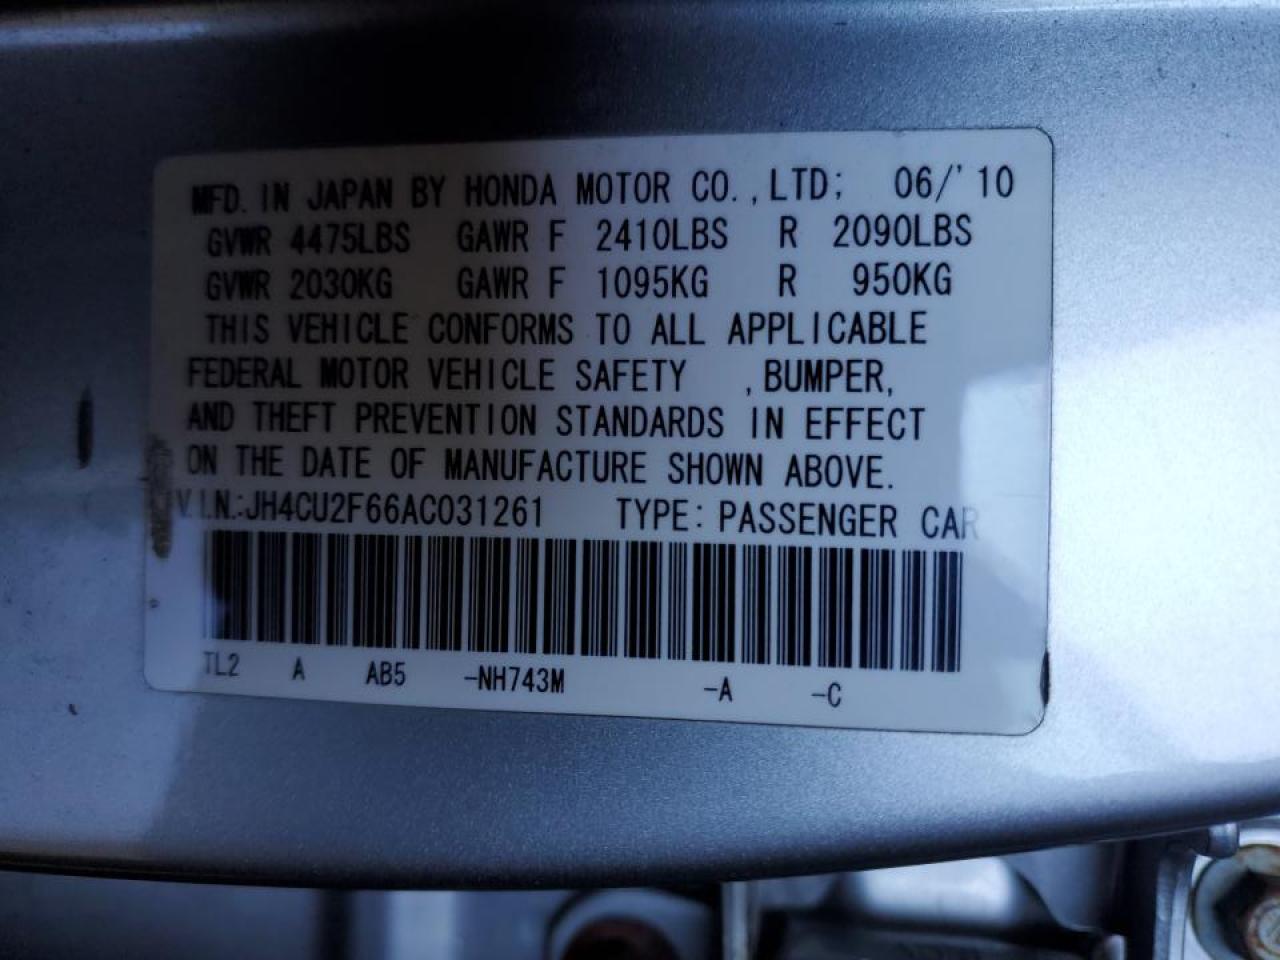 MFD. IN JAPAN BY HONDA MOTOR CO.,LTD; 06/'10
GVWR 4475LBS GAWR F 2410LBS R 2090LBS
GVWR 2030KG GAWR F 1095KG R 950KG
THIS VEHICLE CONFORMS TO ALL APPLICABLE
FEDERAL MOTOR VEHICLE SAFETY ,BUMPER,
AND THEFT PREVENTION STANDARDS IN EFFECT
ON THE DATE OF MANUFACTURE SHOWN ABOVE.
V.I.N.:JH4CU2F66AC031261 TYPE: PASSENGER CAR
TL2 A AB5 -NH743M -A -C